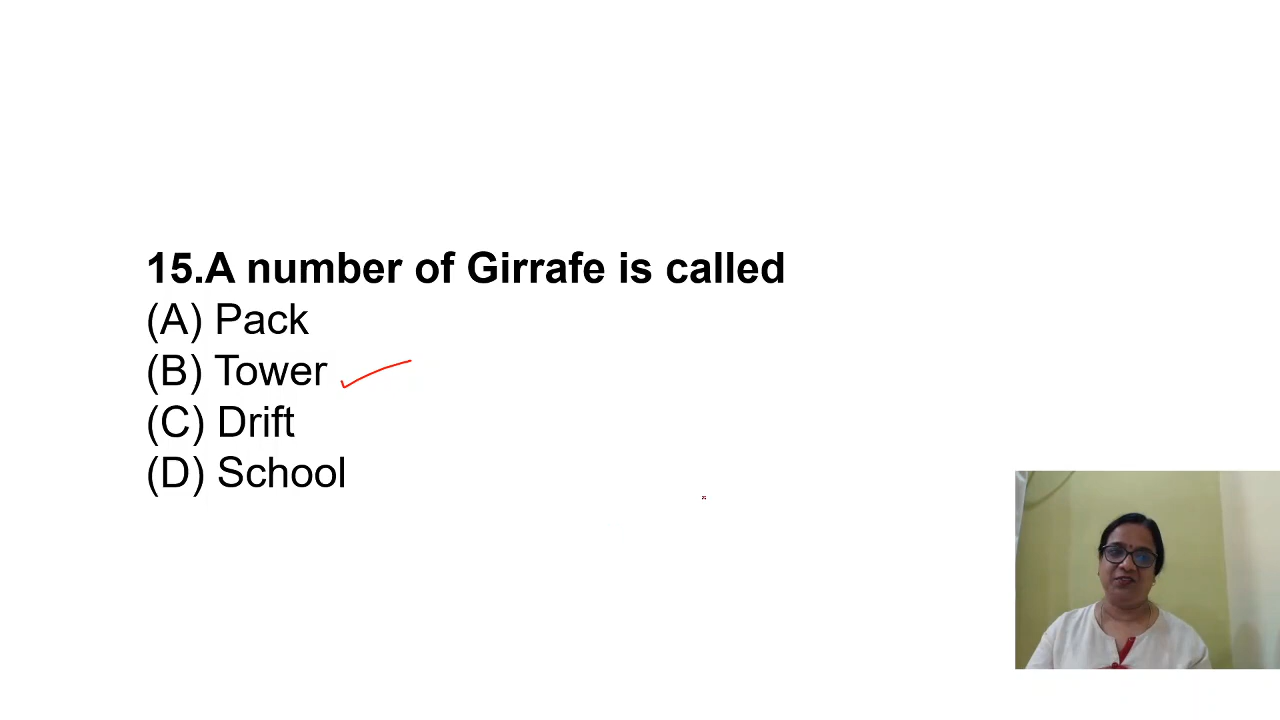 15.A number of Girrafe is called
(A) Pack
(B) Tower
(C) Drift
(D) School